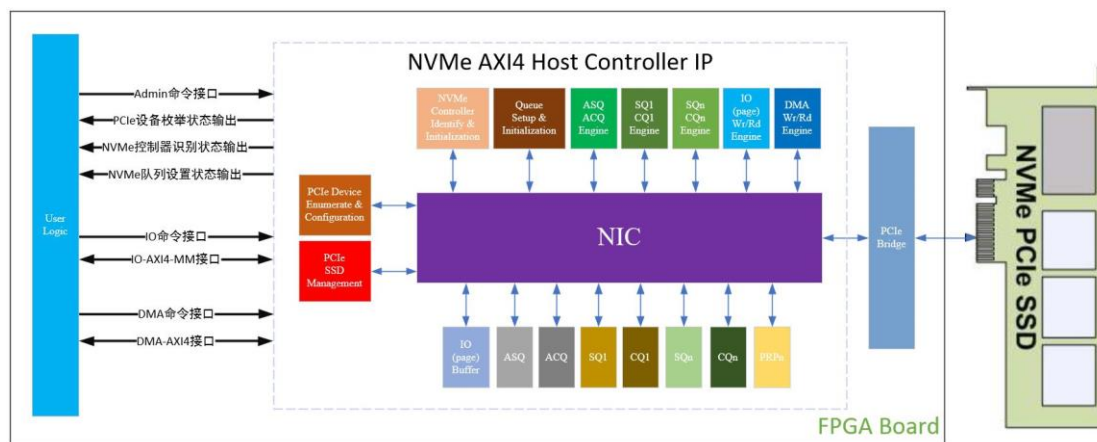 NVMe AXI4 Host Controller IP
Admin命令接口
PCIe设备枚举状态输出
NVMe控制器识别状态输出
NVMe队列设置状态输出
User
Logic
IO命令接口
IO-AXI4-MM接口
DMA命令接口
DMA-AXI4接口
NVMe
Controller
Identify &
Initialization
Queue
Setup &
Initialization
ASQ
ACQ
Engine
SQ1
CQ1
Engine
SQn
CQn
Engine
IO
(page)
Wr/Rd
Engine
DMA
Wr/Rd
Engine
PCIe Device
Enumerate &
Configuration
PCIe
SSD
Management
NIC
PCIe
Bridge
IO
(page)
Buffer
ASQ
ACQ
SQ1
CQ1
SQn
CQn
PRPn
FPGA Board
NVMe PCIe SSD